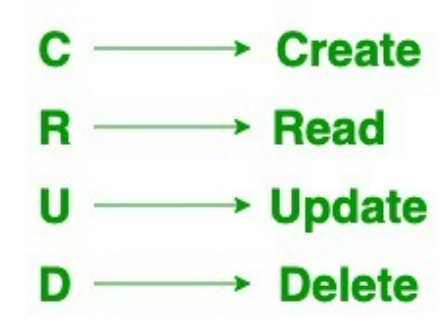 C → Create
R → Read
U → Update
D → Delete